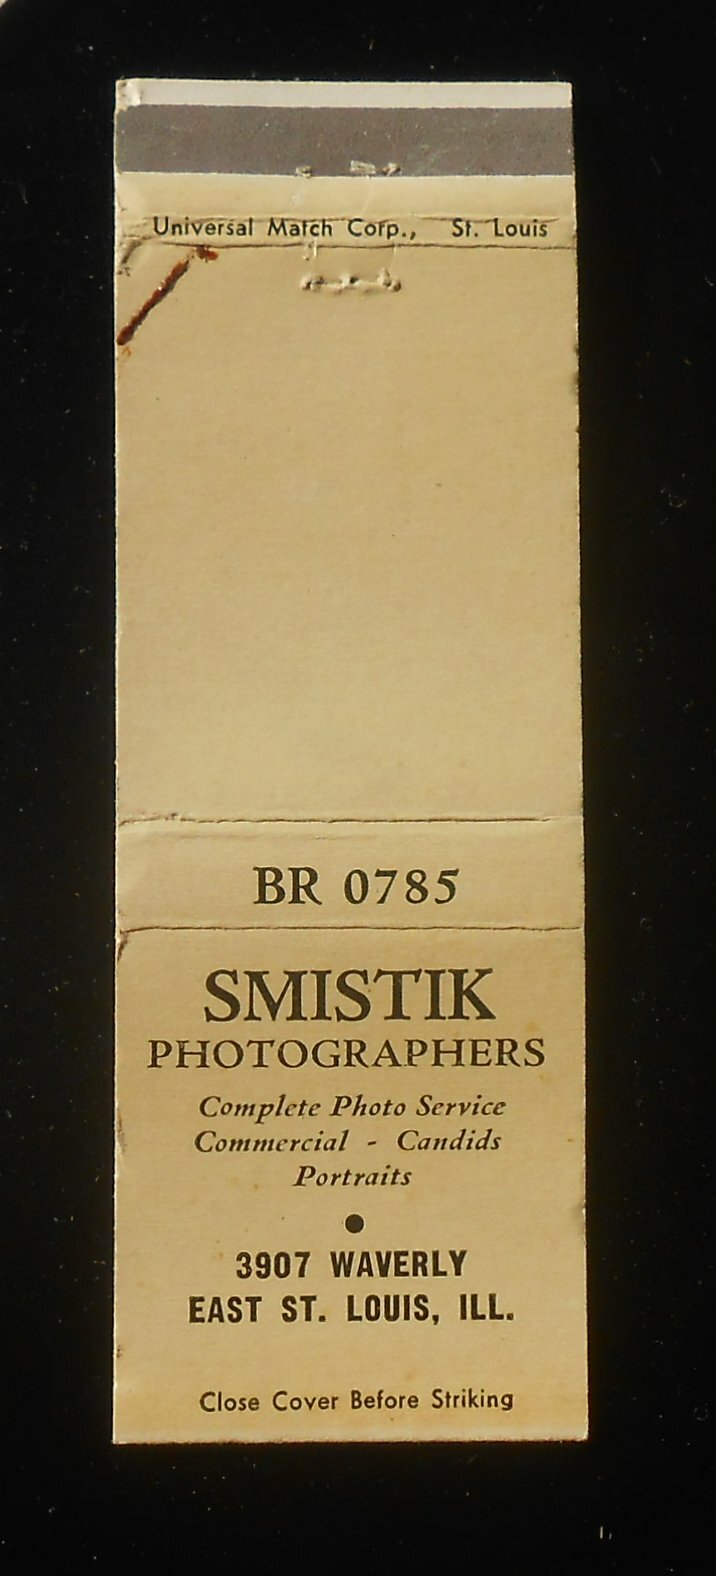 Universal Match Corp., St. Louis
BR 0785
SMISTIK
PHOTOGRAPHERS
Complete Photo Service
Commercial - Candids
Portraits
●
3907 WAVERLY
EAST ST. LOUIS, ILL.
Close Cover Before Striking